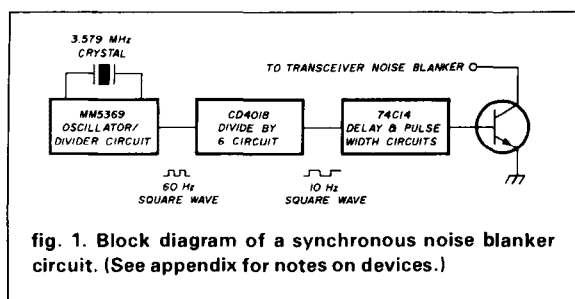 3.579 MHz
CRYSTAL
TO TRANSCEIVER NOISE BLANKER
MM5369
OSCILLATOR/
DIVIDER CIRCUIT
CD4018
DIVIDE BY
6 CIRCUIT
74C14
DELAY & PULSE
WIDTH CIRCUITS
60 Hz
SQUARE WAVE
10 Hz
SQUARE WAVE
fig. 1. Block diagram of a synchronous noise blanker
circuit. (See appendix for notes on devices.)